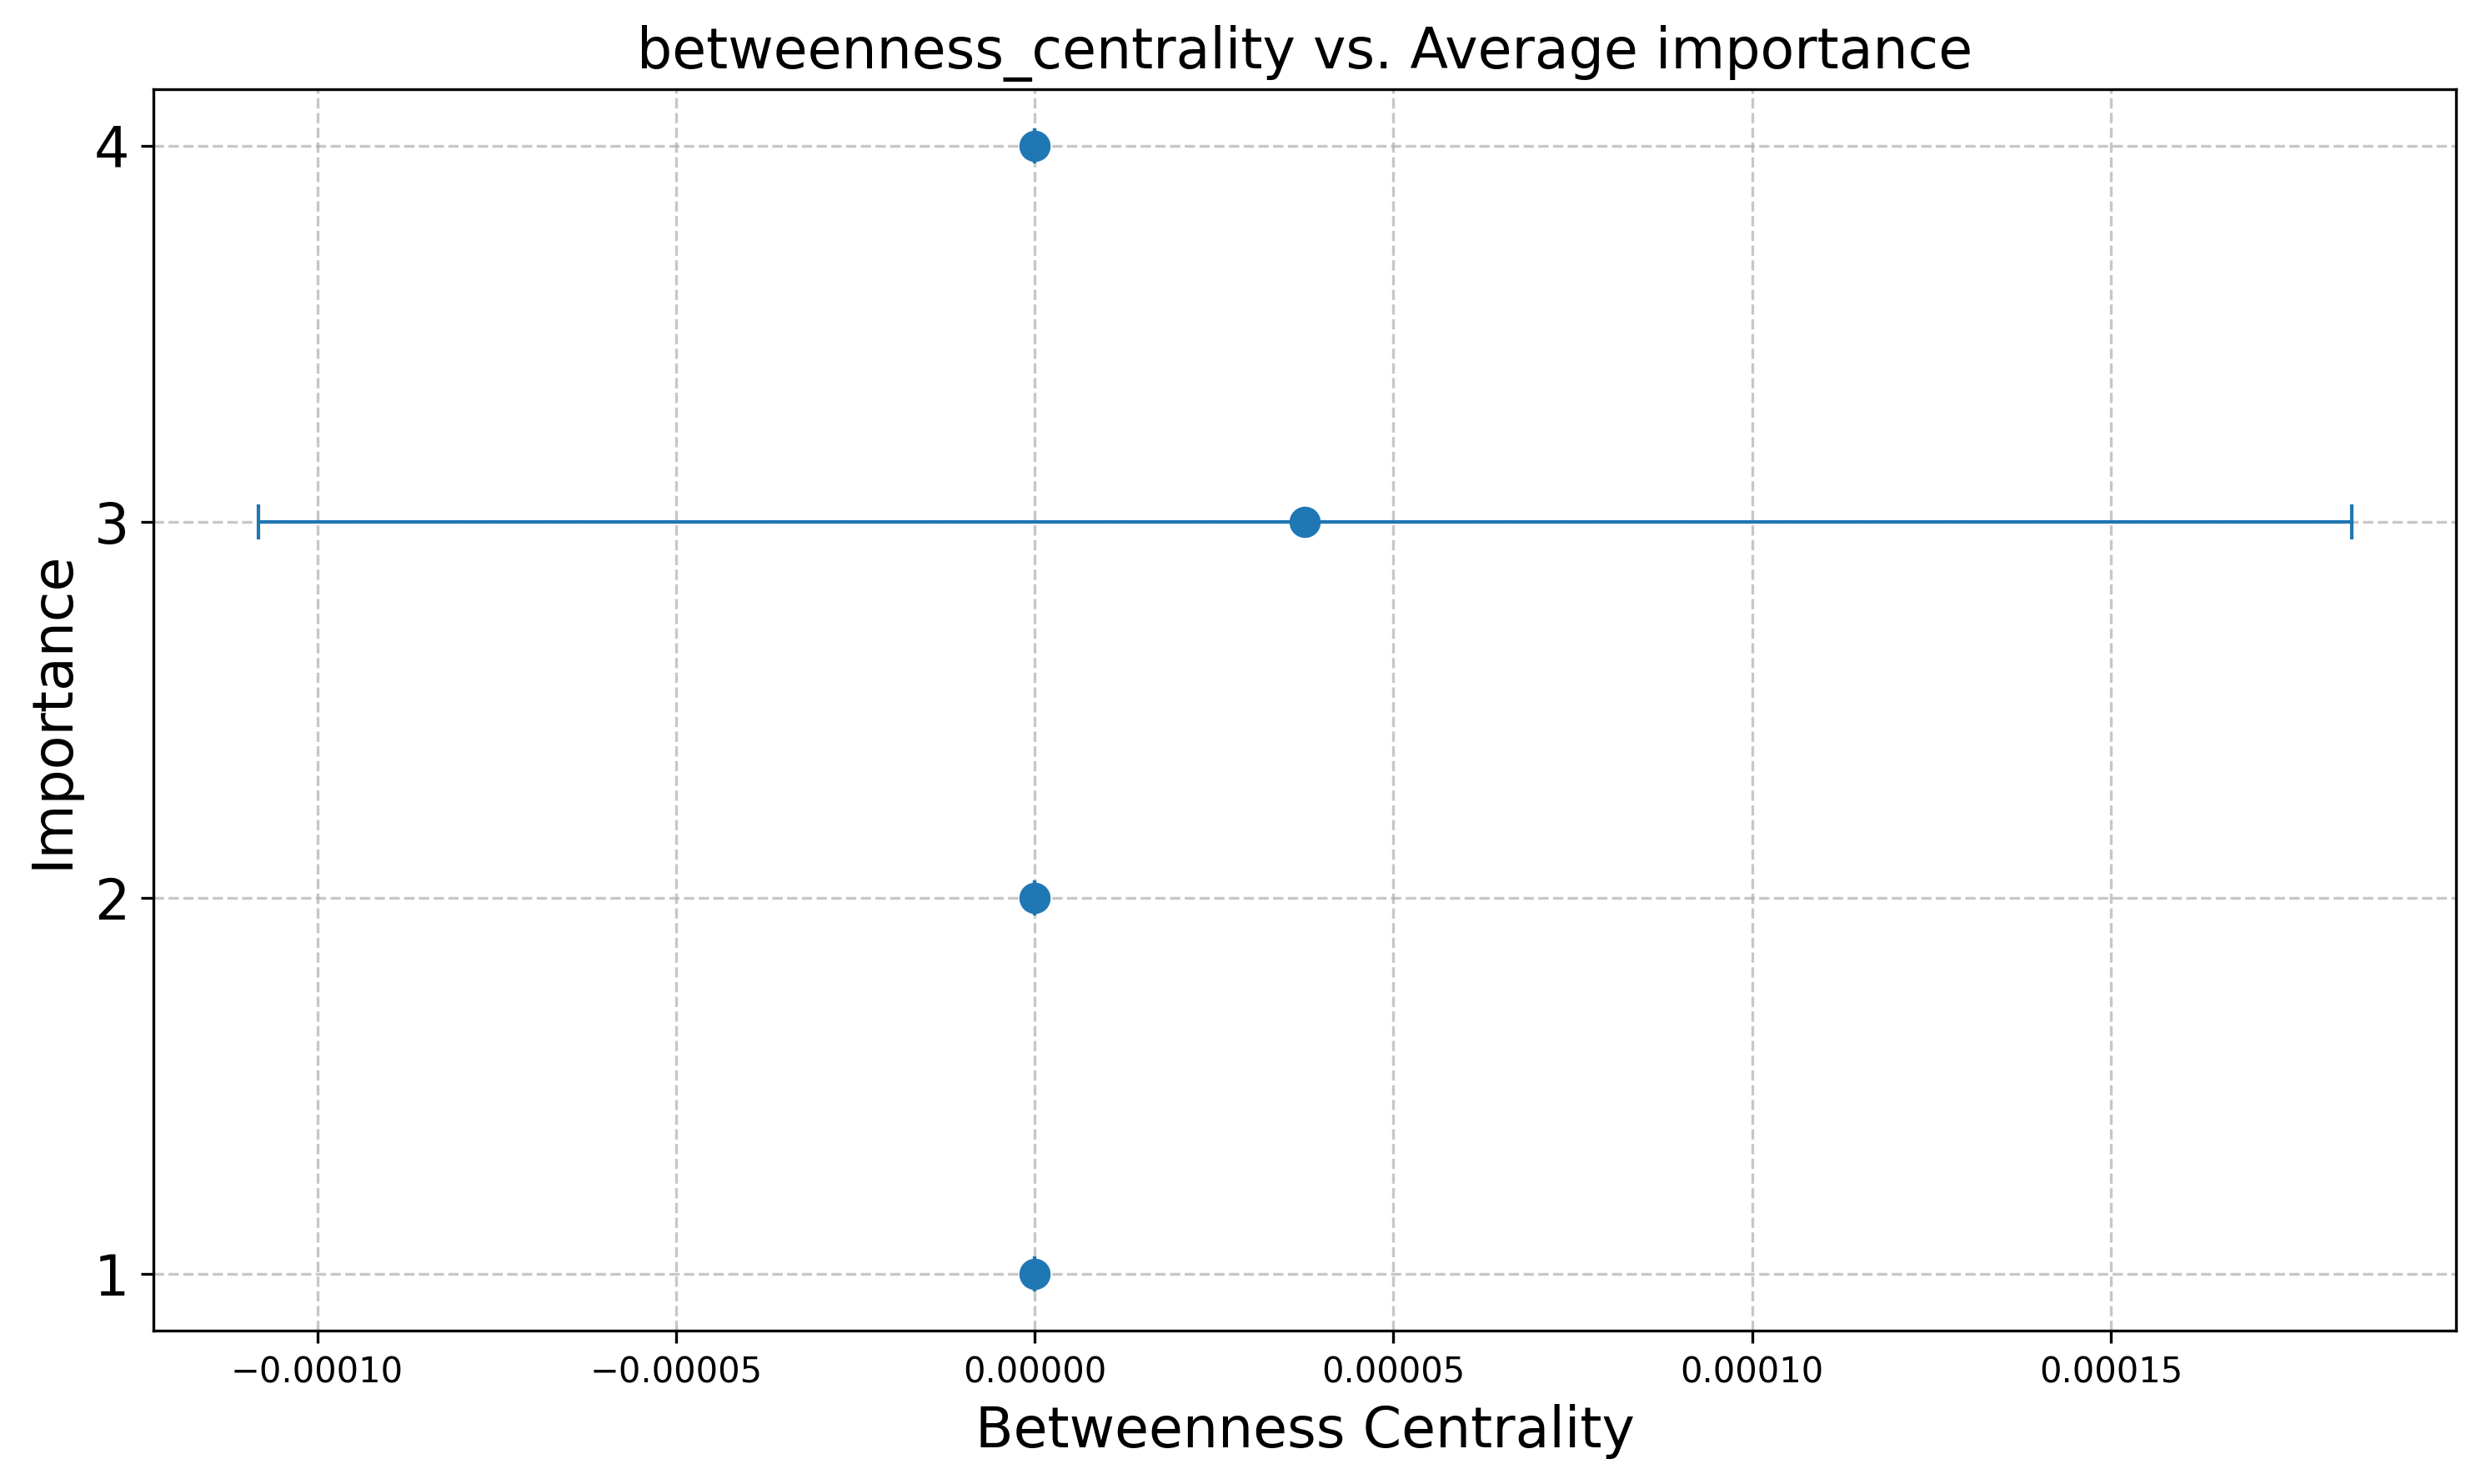 betweenness_centrality vs. Average importance
4
3
2
1
Importance
−0.00010 −0.00005 0.00000 0.00005 0.00010 0.00015
Betweenness Centrality